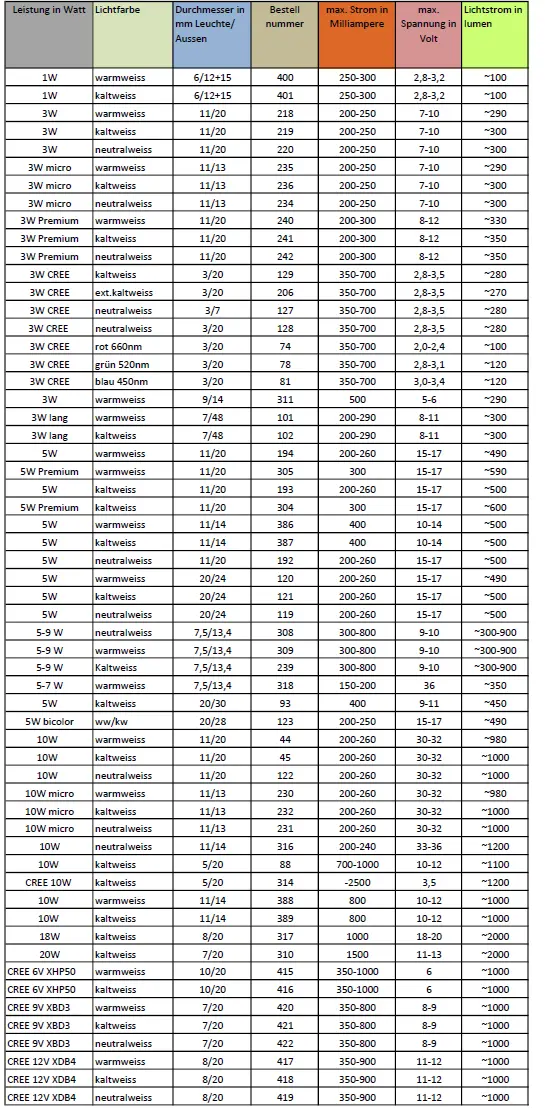 Leistung in Watt Lichtfarbe Durchmesser in mm Leuchte/ Aussen Bestell nummer max. Strom in Milliampere max. Spannung in Volt Lichtstrom in lumen
1W warmweiss 6/12+15 400 250-300 2,8-3,2 ~100
1W kaltweiss 6/12+15 401 250-300 2,8-3,2 ~100
3W warmweiss 11/20 218 200-250 7-10 ~290
3W kaltweiss 11/20 219 200-250 7-10 ~300
3W neutralweiss 11/20 220 200-250 7-10 ~300
3W micro warmweiss 11/13 235 200-250 7-10 ~290
3W micro kaltweiss 11/13 236 200-250 7-10 ~300
3W micro neutralweiss 11/13 234 200-250 7-10 ~300
3W Premium warmweiss 11/20 240 200-300 8-12 ~330
3W Premium kaltweiss 11/20 241 200-300 8-12 ~350
3W Premium neutralweiss 11/20 242 200-300 8-12 ~350
3W CREE kaltweiss 3/20 129 350-700 2,8-3,5 ~280
3W CREE ext.kaltweiss 3/20 206 350-700 2,8-3,5 ~270
3W CREE neutralweiss 3/7 127 350-700 2,8-3,5 ~280
3W CREE neutralweiss 3/20 128 350-700 2,8-3,5 ~280
3W CREE rot 660nm 3/20 74 350-700 2,0-2,4 ~100
3W CREE grün 520nm 3/20 78 350-700 2,8-3,1 ~120
3W CREE blau 450nm 3/20 81 350-700 3,0-3,4 ~120
3W warmweiss 9/14 311 500 5-6 ~290
3W lang warmweiss 7/48 101 200-290 8-11 ~300
3W lang kaltweiss 7/48 102 200-290 8-11 ~300
5W warmweiss 11/20 194 200-260 15-17 ~490
5W Premium warmweiss 11/20 305 300 15-17 ~590
5W kaltweiss 11/20 193 200-260 15-17 ~500
5W Premium kaltweiss 11/20 304 300 15-17 ~600
5W warmweiss 11/14 386 400 10-14 ~500
5W kaltweiss 11/14 387 400 10-14 ~500
5W neutralweiss 11/20 192 200-260 15-17 ~500
5W warmweiss 20/24 120 200-260 15-17 ~490
5W kaltweiss 20/24 121 200-260 15-17 ~500
5W neutralweiss 20/24 119 200-260 15-17 ~500
5-9 W neutralweiss 7,5/13,4 308 300-800 9-10 ~300-900
5-9 W warmweiss 7,5/13,4 309 300-800 9-10 ~300-900
5-9 W Kaltweiss 7,5/13,4 239 300-800 9-10 ~300-900
5-7 W warmweiss 7,5/13,4 318 150-200 36 ~350
5W kaltweiss 20/30 93 400 9-11 ~450
5W bicolor ww/kw 20/28 123 200-250 15-17 ~490
10W warmweiss 11/20 44 200-260 30-32 ~980
10W kaltweiss 11/20 45 200-260 30-32 ~1000
10W neutralweiss 11/20 122 200-260 30-32 ~1000
10W micro warmweiss 11/13 230 200-260 30-32 ~980
10W micro kaltweiss 11/13 232 200-260 30-32 ~1000
10W micro neutralweiss 11/13 231 200-260 30-32 ~1000
10W neutralweiss 11/14 316 200-240 33-36 ~1200
10W kaltweiss 5/20 88 700-1000 10-12 ~1100
CREE 10W kaltweiss 5/20 314 -2500 3,5 ~1200
10W warmweiss 11/14 388 800 10-12 ~1000
10W kaltweiss 11/14 389 800 10-12 ~1000
18W kaltweiss 8/20 317 1000 18-20 ~2000
20W kaltweiss 7/20 310 1500 11-13 ~2000
CREE 6V XHP50 warmweiss 10/20 415 350-1000 6 ~1000
CREE 6V XHP50 kaltweiss 10/20 416 350-1000 6 ~1000
CREE 9V XBD3 warmweiss 7/20 420 350-800 8-9 ~1000
CREE 9V XBD3 kaltweiss 7/20 421 350-800 8-9 ~1000
CREE 9V XBD3 neutralweiss 7/20 422 350-800 8-9 ~1000
CREE 12V XDB4 warmweiss 8/20 417 350-900 11-12 ~1000
CREE 12V XDB4 kaltweiss 8/20 418 350-900 11-12 ~1000
CREE 12V XDB4 neutralweiss 8/20 419 350-900 11-12 ~1000